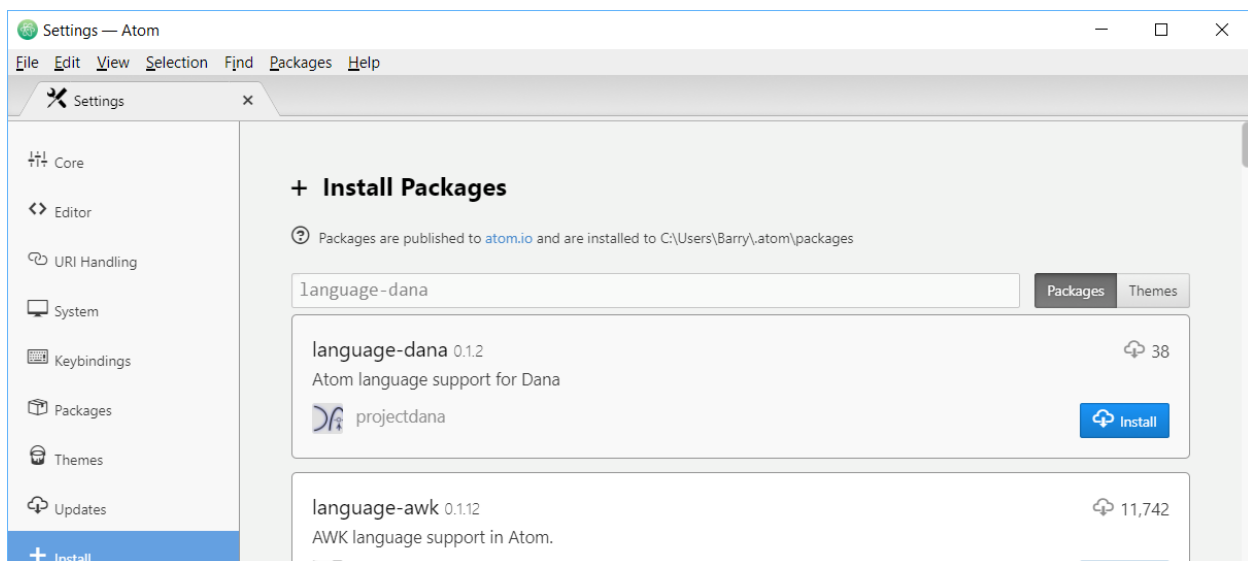 Settings — Atom
File Edit View Selection Find Packages Help
Settings
Core
Editor
URI Handling
System
Keybindings
Packages
Themes
Updates
Install
+ Install Packages
Packages are published to atom.io and are installed to C:\Users\Barry\.atom\packages
language-dana
Packages Themes
language-dana 0.1.2
38
Atom language support for Dana
projectdana
Install
language-awk 0.1.12
11,742
AWK language support in Atom.